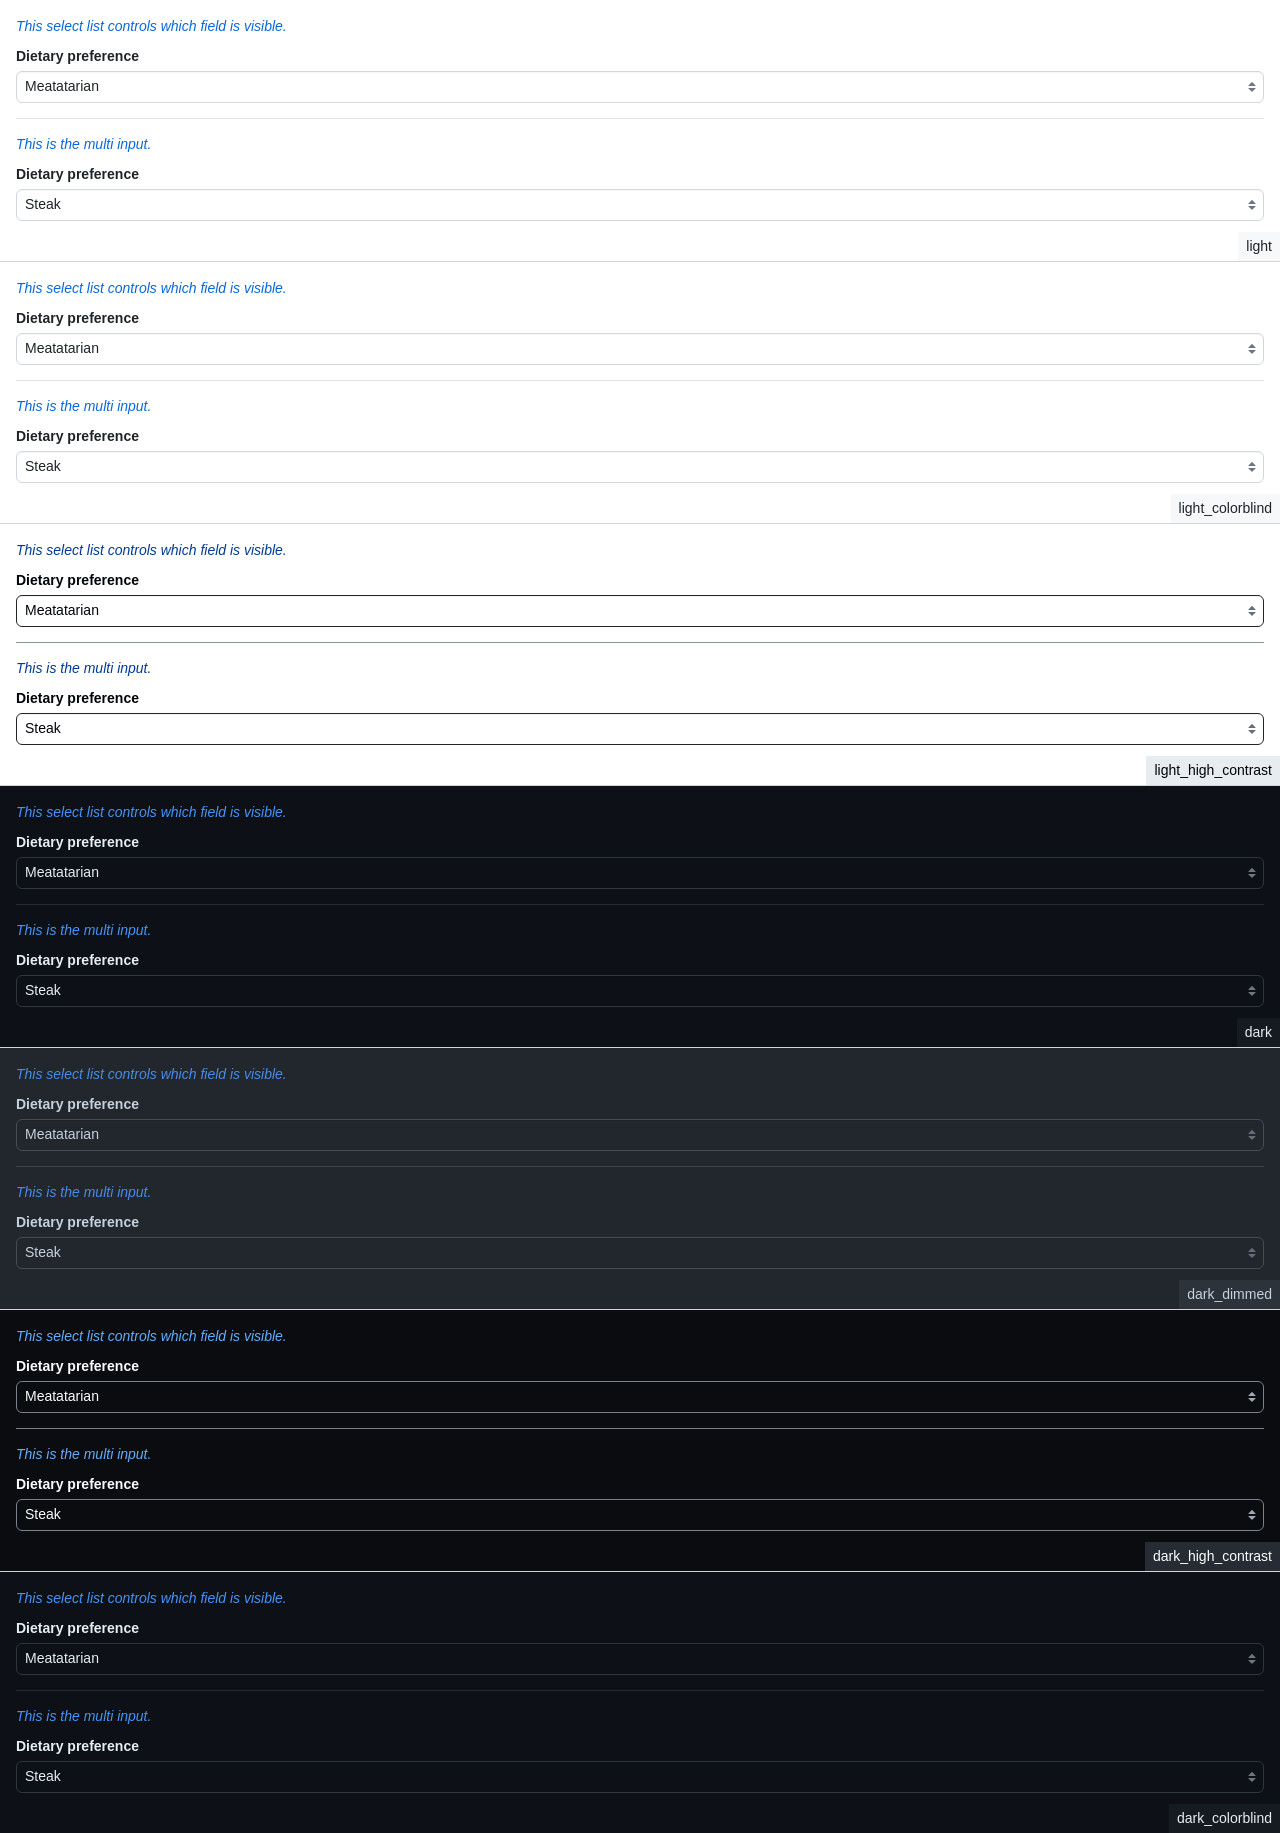 This select list controls which field is visible.
Dietary preference
Meatatarian
This is the multi input.
Dietary preference
Steak
light
This select list controls which field is visible.
Dietary preference
Meatatarian
This is the multi input.
Dietary preference
Steak
light_colorblind
This select list controls which field is visible.
Dietary preference
Meatatarian
This is the multi input.
Dietary preference
Steak
light_high_contrast
This select list controls which field is visible.
Dietary preference
Meatatarian
This is the multi input.
Dietary preference
Steak
dark
This select list controls which field is visible.
Dietary preference
Meatatarian
This is the multi input.
Dietary preference
Steak
dark_dimmed
This select list controls which field is visible.
Dietary preference
Meatatarian
This is the multi input.
Dietary preference
Steak
dark_high_contrast
This select list controls which field is visible.
Dietary preference
Meatatarian
This is the multi input.
Dietary preference
Steak
dark_colorblind